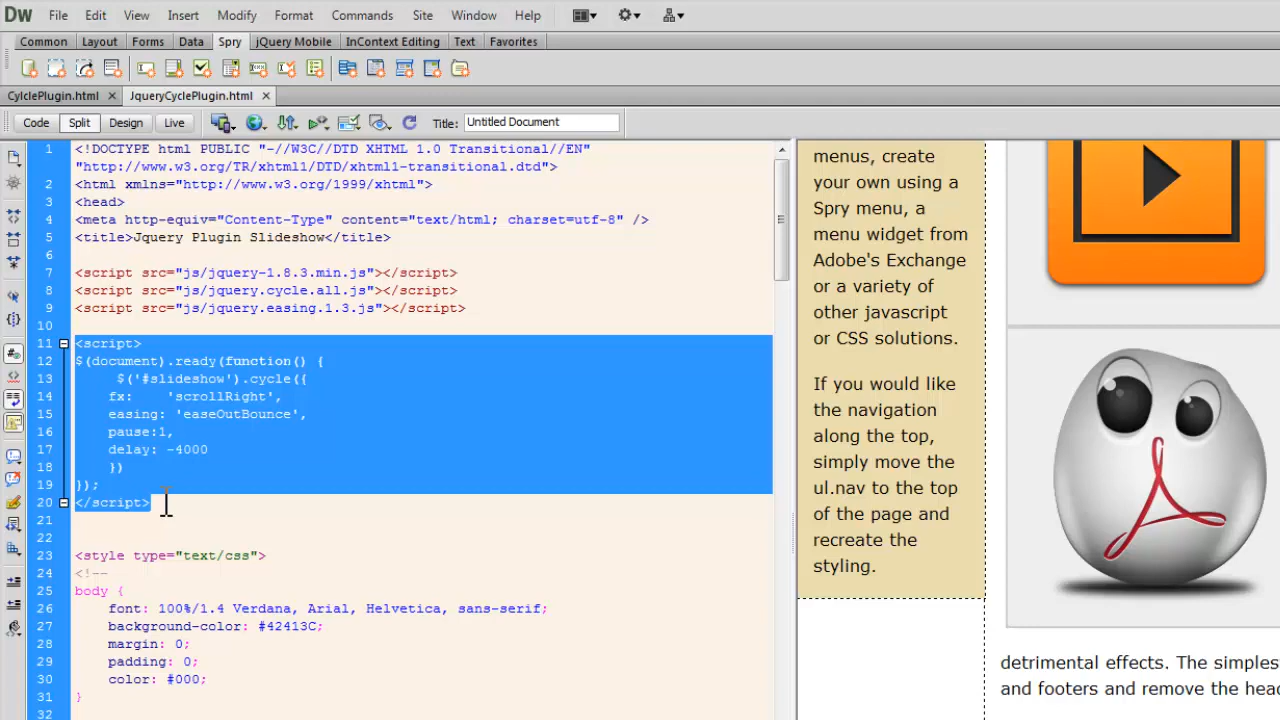 Dw File Edit View Insert Modify Format Commands Site Window Help
Common Layout Forms Data Spry jQuery Mobile InContext Editing Text Favorites
CylclePlugin.html × JqueryCyclePlugin.html ×
Code Split Design Live Title: Untitled Document
1 <!DOCTYPE html PUBLIC "-//W3C//DTD XHTML 1.0 Transitional//EN"
"http://www.w3.org/TR/xhtml1/DTD/xhtml1-transitional.dtd">
2 <html xmlns="http://www.w3.org/1999/xhtml">
3 <head>
4 <meta http-equiv="Content-Type" content="text/html; charset=utf-8" />
5 <title>Jquery Plugin Slideshow</title>
6
7 <script src="js/jquery-1.8.3.min.js"></script>
8 <script src="js/jquery.cycle.all.js"></script>
9 <script src="js/jquery.easing.1.3.js"></script>
10
11 <script>
12 $(document).ready(function() {
13 $('#slideshow').cycle({
14 fx: 'scrollRight',
15 easing: 'easeOutBounce',
16 pause:1,
17 delay: -4000
18 })
19 });
20 </script>
21
22
23 <style type="text/css">
24 <!--
25 body {
26 font: 100%/1.4 Verdana, Arial, Helvetica, sans-serif;
27 background-color: #42413C;
28 margin: 0;
29 padding: 0;
30 color: #000;
31 }
32
menus, create
your own using a
Spry menu, a
menu widget from
Adobe's Exchange
or a variety of
other javascript
or CSS solutions.
If you would like
the navigation
along the top,
simply move the
ul.nav to the top
of the page and
recreate the
styling.
detrimental effects. The simples
and footers and remove the head